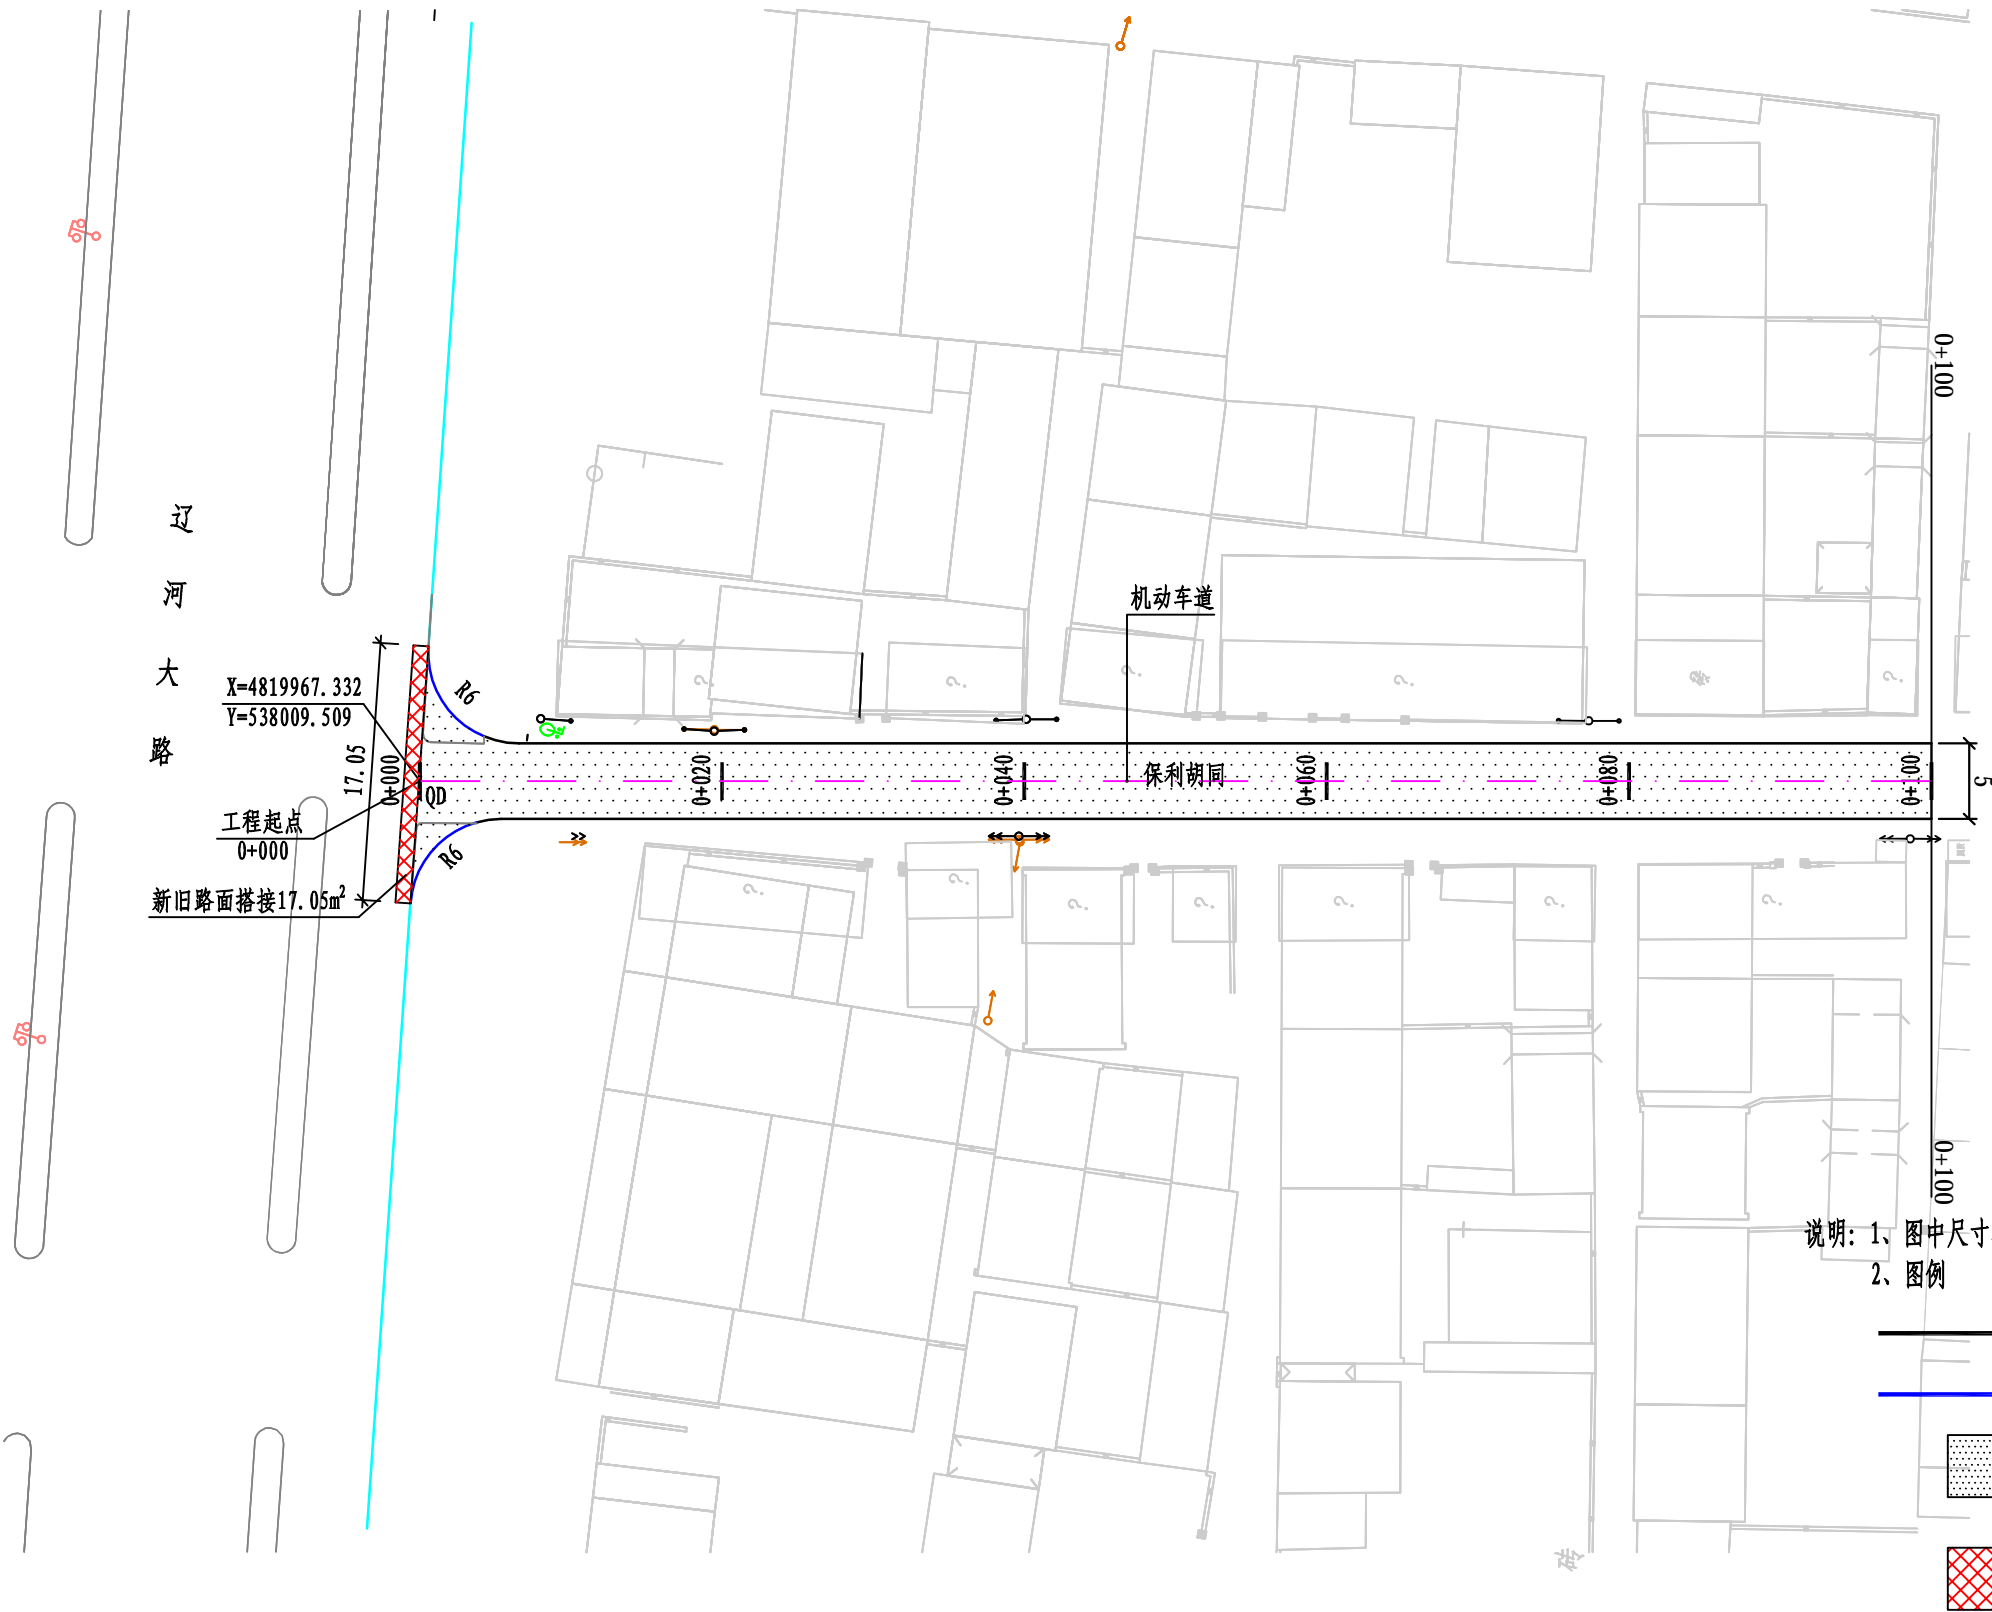 辽
河
大
路
X=4819967.332
Y=538009.509
17.05
工程起点
0+000
新旧路面搭接17.05m²
R6
R6
QD
0+000
0+020
0+040
0+060
0+080
0+100
机动车道
保利胡同
5
0+100
0+100
说明: 1、图中尺寸
2、图例
砖